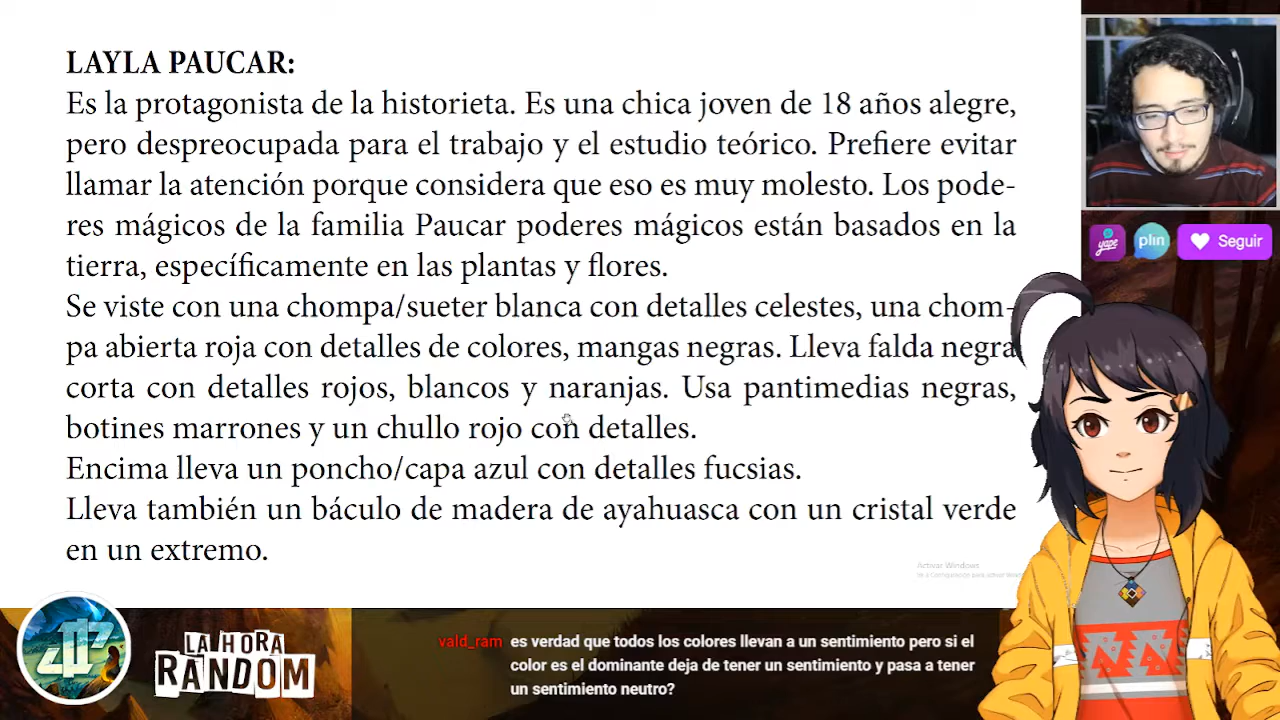 LAYLA PAUCAR:
Es la protagonista de la historieta. Es una chica joven de 18 años alegre,
pero despreocupada para el trabajo y el estudio teórico. Prefiere evitar
llamar la atención porque considera que eso es muy molesto. Los pode-
res mágicos de la familia Paucar poderes mágicos están basados en la
tierra, específicamente en las plantas y flores.
Se viste con una chompa/sueter blanca con detalles celestes, una chom-
pa abierta roja con detalles de colores, mangas negras. Lleva falda negra
corta con detalles rojos, blancos y naranjas. Usa pantimedias negras,
botines marrones y un chullo rojo con detalles.
Encima lleva un poncho/capa azul con detalles fucsias.
Lleva también un báculo de madera de ayahuasca con un cristal verde
en un extremo.
yape
plin
Seguir
Activar Windows
LA HORA
RANDOM
vald_ram es verdad que todos los colores llevan a un sentimiento pero si el
color es el dominante deja de tener un sentimiento y pasa a tener
un sentimiento neutro?